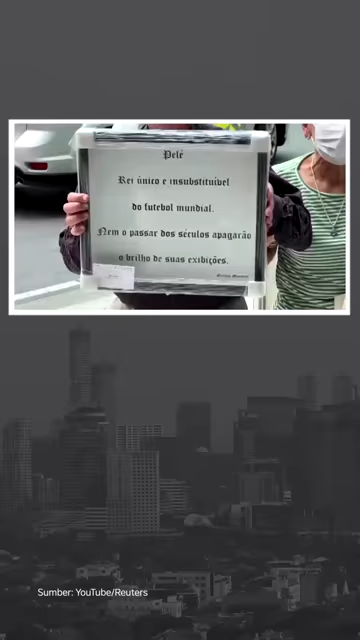 Pelé
Rei único e insubstituível
do futebol mundial.
Nem o passar dos séculos apagarão
o brilho de suas exibições.
Sumber: YouTube/Reuters